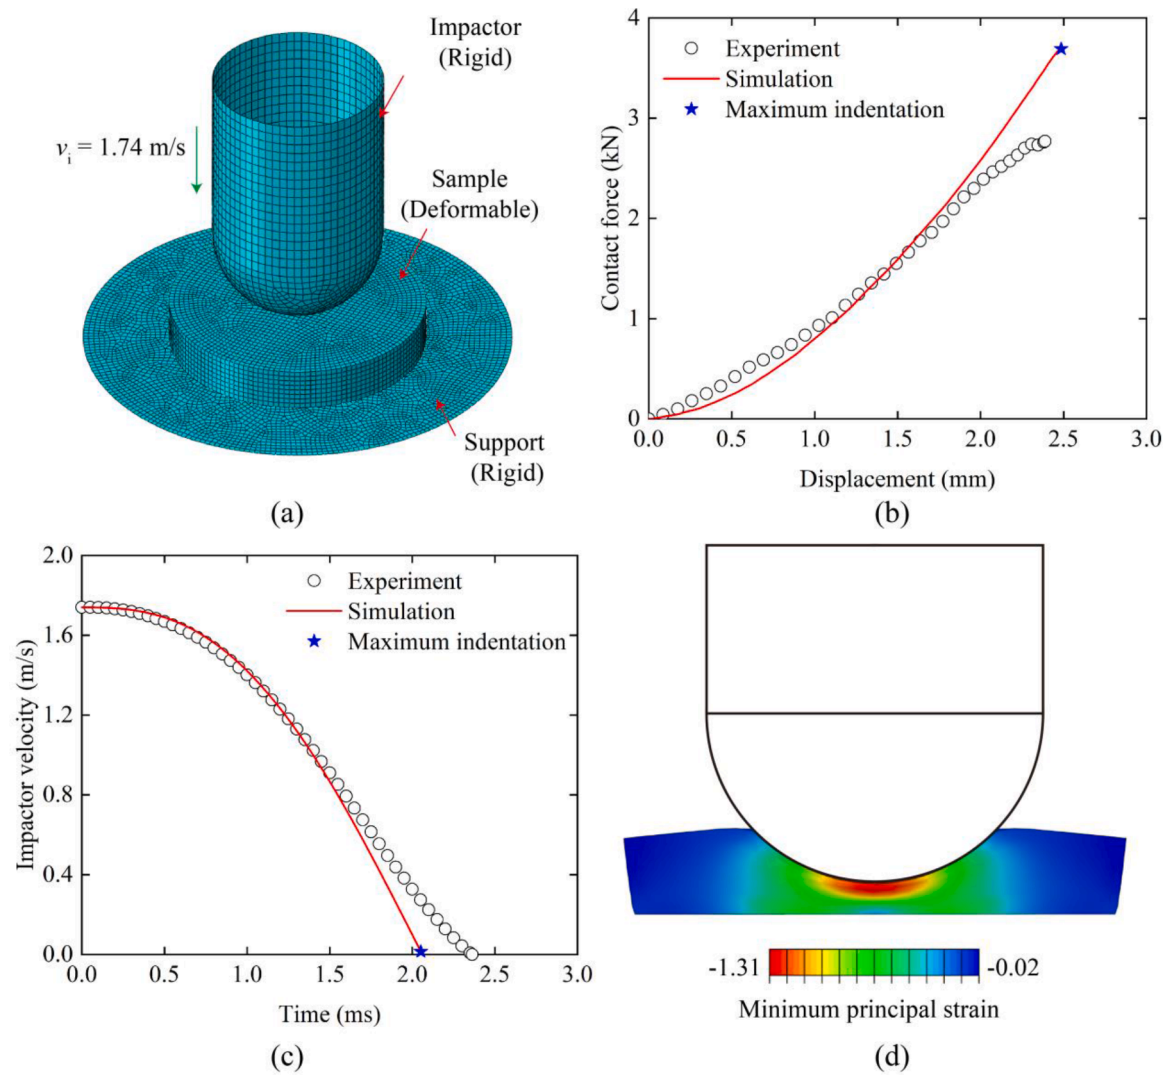 Impactor
(Rigid)
vi = 1.74 m/s
Sample
(Deformable)
Support
(Rigid)
(a)
4
3
2
1
0
Contact force (kN)
Experiment
Simulation
Maximum indentation
0.0 0.5 1.0 1.5 2.0 2.5 3.0
Displacement (mm)
(b)
2.0
1.6
1.2
0.8
0.4
0.0
Impactor velocity (m/s)
Experiment
Simulation
Maximum indentation
0.0 0.5 1.0 1.5 2.0 2.5 3.0
Time (ms)
(c)
-1.31 -0.02
Minimum principal strain
(d)